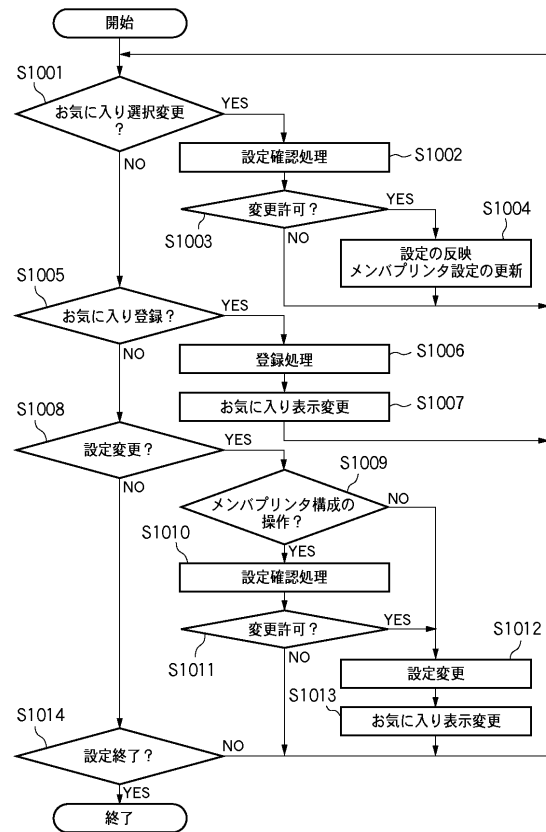 開始
S1001
お気に入り選択変更
?
YES
NO
設定確認処理
S1002
変更許可?
S1003
YES
NO
S1004
設定の反映
メンバプリンタ設定の更新
S1005
お気に入り登録?
YES
NO
登録処理
S1006
お気に入り表示変更
S1007
S1008
設定変更?
YES
NO
S1009
メンバプリンタ構成の
操作?
NO
YES
S1010
設定確認処理
変更許可?
S1011
YES
NO
S1012
設定変更
S1013
お気に入り表示変更
S1014
設定終了?
NO
YES
終了